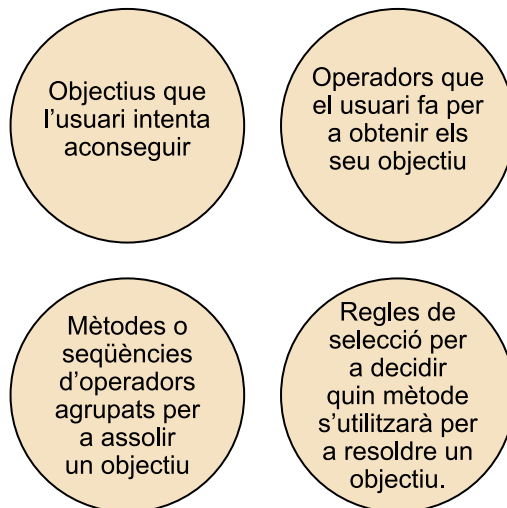 Objectius que
l'usuari intenta
aconseguir
Operadors que
el usuari fa per
a obtenir els
seu objectiu
Mètodes o
seqüències
d'operadors
agrupats per
a assolir
un objectiu
Regles de
selecció per
a decidir
quin mètode
s'utilitzarà per
a resoldre un
objectiu.